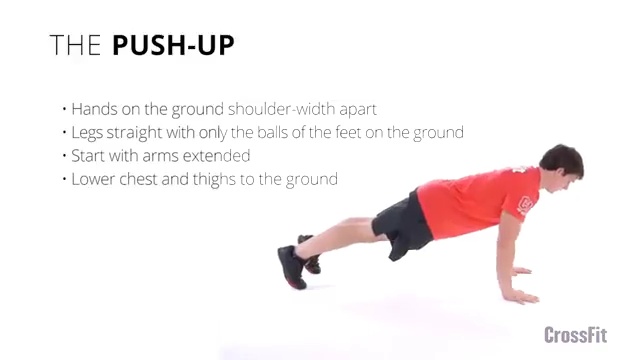 THE PUSH-UP
• Hands on the ground shoulder-width apart
• Legs straight with only the balls of the feet on the ground
• Start with arms extended
• Lower chest and thighs to the ground
CrossFit